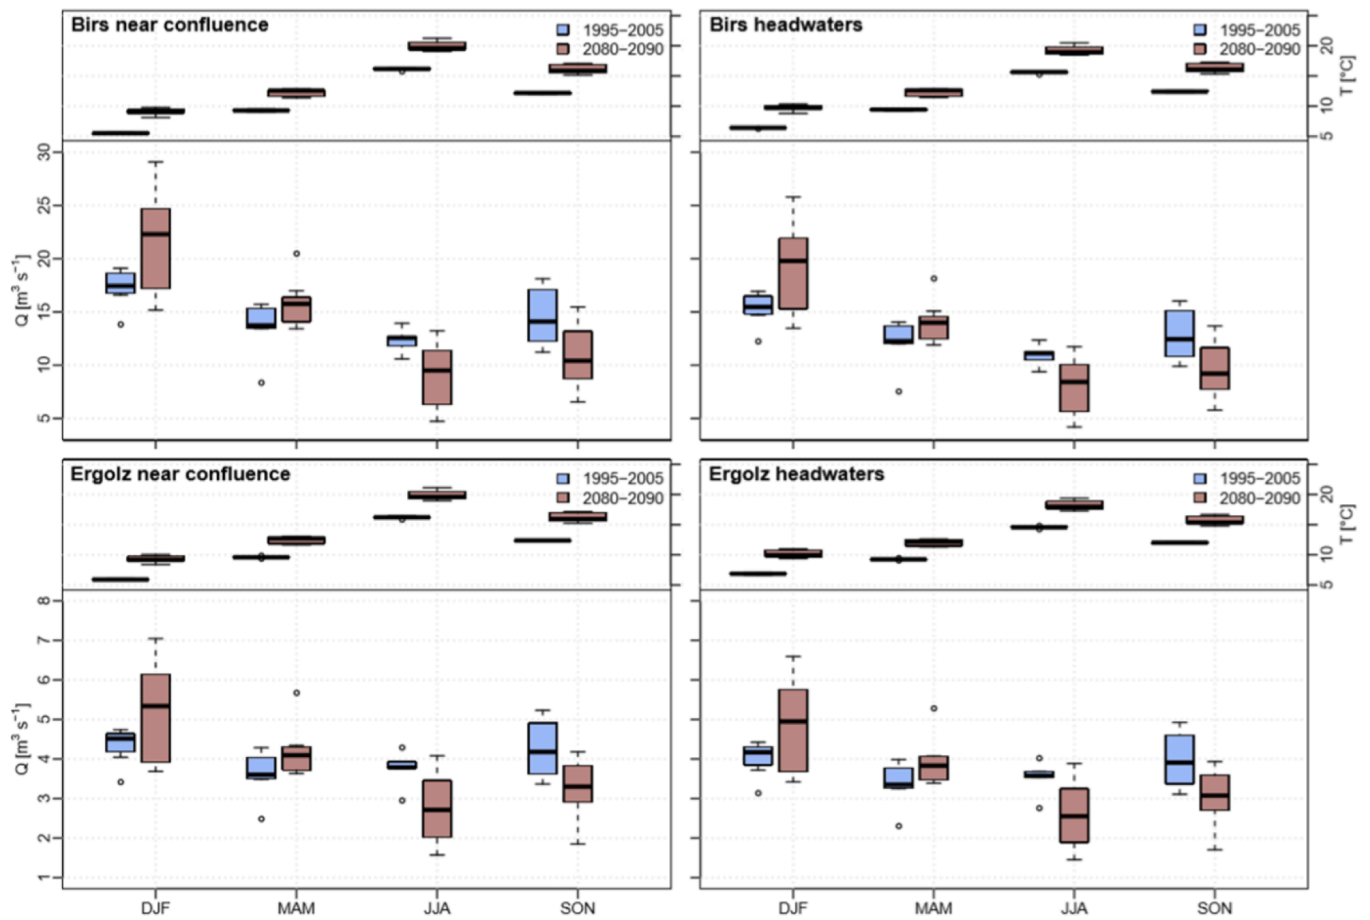 Birs near confluence
1995−2005
2080−2090
Birs headwaters
1995−2005
2080−2090
20
10
5
T [°C]
30
25
20
15
10
5
Q [m³ s⁻¹]
Ergolz near confluence
1995−2005
2080−2090
Ergolz headwaters
1995−2005
2080−2090
20
10
5
T [°C]
8
7
6
5
4
3
2
1
Q [m³ s⁻¹]
DJF MAM JJA SON
DJF MAM JJA SON